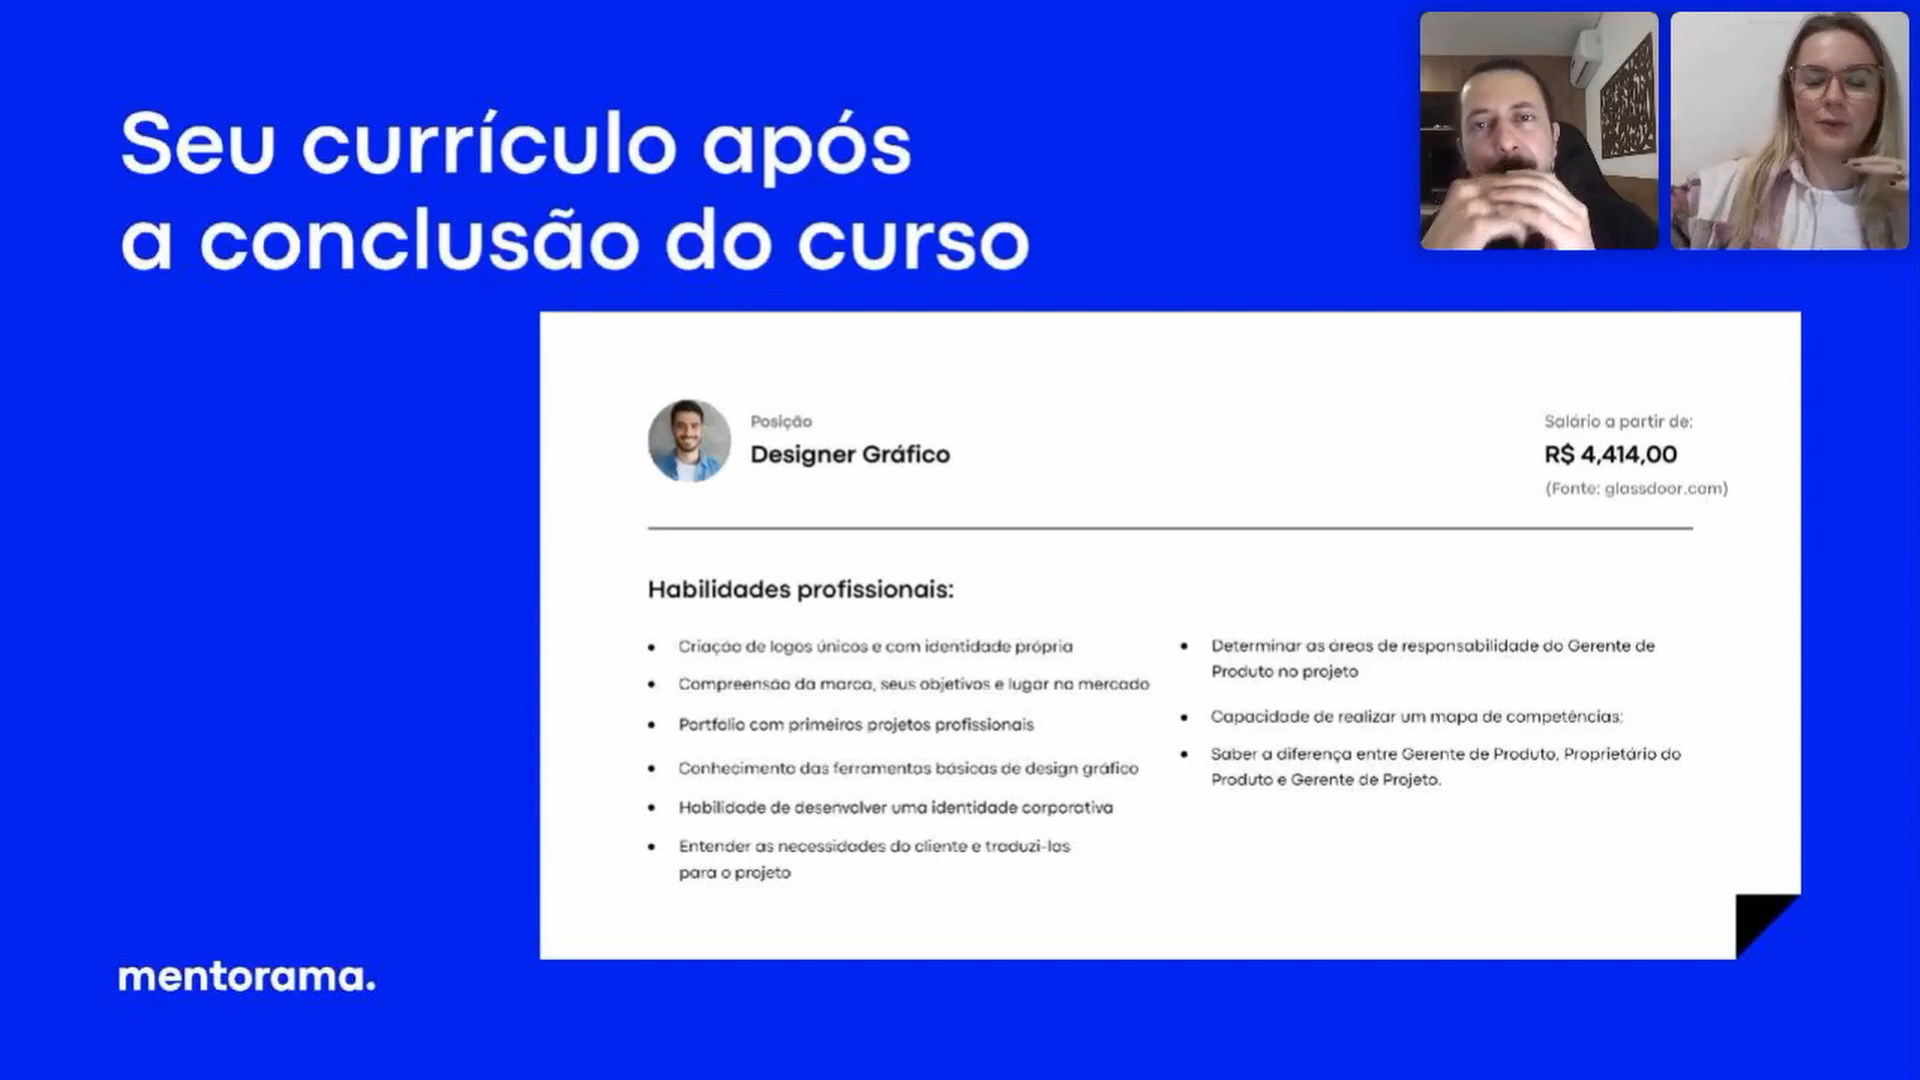 Seu currículo após
a conclusão do curso
Posição
Designer Gráfico
Salário a partir de:
R$ 4,414,00
(Fonte: glassdoor.com)
Habilidades profissionais:
• Criação de logos únicos e com identidade própria
• Compreensão da marca, seus objetivos e lugar no mercado
• Portfólio com primeiros projetos profissionais
• Conhecimento das ferramentas básicas de design gráfico
• Habilidade de desenvolver uma identidade corporativa
• Entender as necessidades do cliente e traduzi-las
para o projeto
• Determinar as áreas de responsabilidade do Gerente de
Produto no projeto
• Capacidade de realizar um mapa de competências;
• Saber a diferença entre Gerente de Produto, Proprietário do
Produto e Gerente de Projeto.
mentorama.